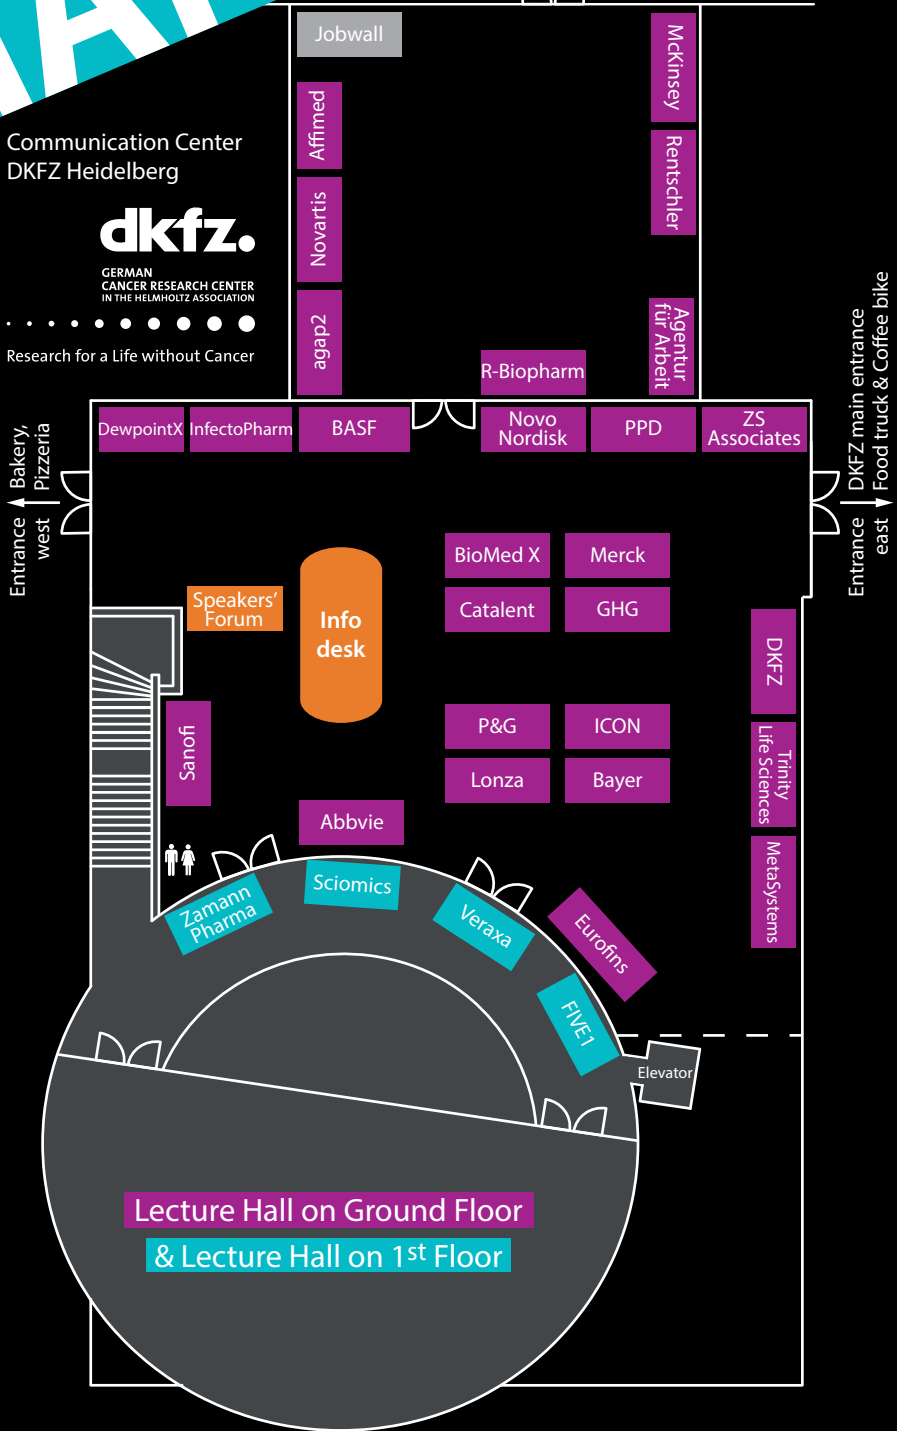 Jobwall
McKinsey
Affimed
Communication Center
DKFZ Heidelberg
Rentschler
Novartis
dkfz.
GERMAN
CANCER RESEARCH CENTER
IN THE HELMHOLTZ ASSOCIATION
Research for a Life without Cancer
agap2
R-Biopharm
Agentur
für Arbeit
DewpointX
InfectoPharm
BASF
Novo
Nordisk
PPD
ZS
Associates
Bakery,
Pizzeria
Entrance
west
DKFZ main entrance
Food truck & Coffee bike
Entrance
east
BioMed X
Merck
Speakers'
Forum
Info
desk
Catalent
GHG
DKFZ
Sanofi
P&G
ICON
Trinity
Life Sciences
Lonza
Bayer
Abbvie
MetaSystems
Zamann
Pharma
Sciomics
Veraxa
Eurofins
FIVE1
Elevator
Lecture Hall on Ground Floor
& Lecture Hall on 1st Floor